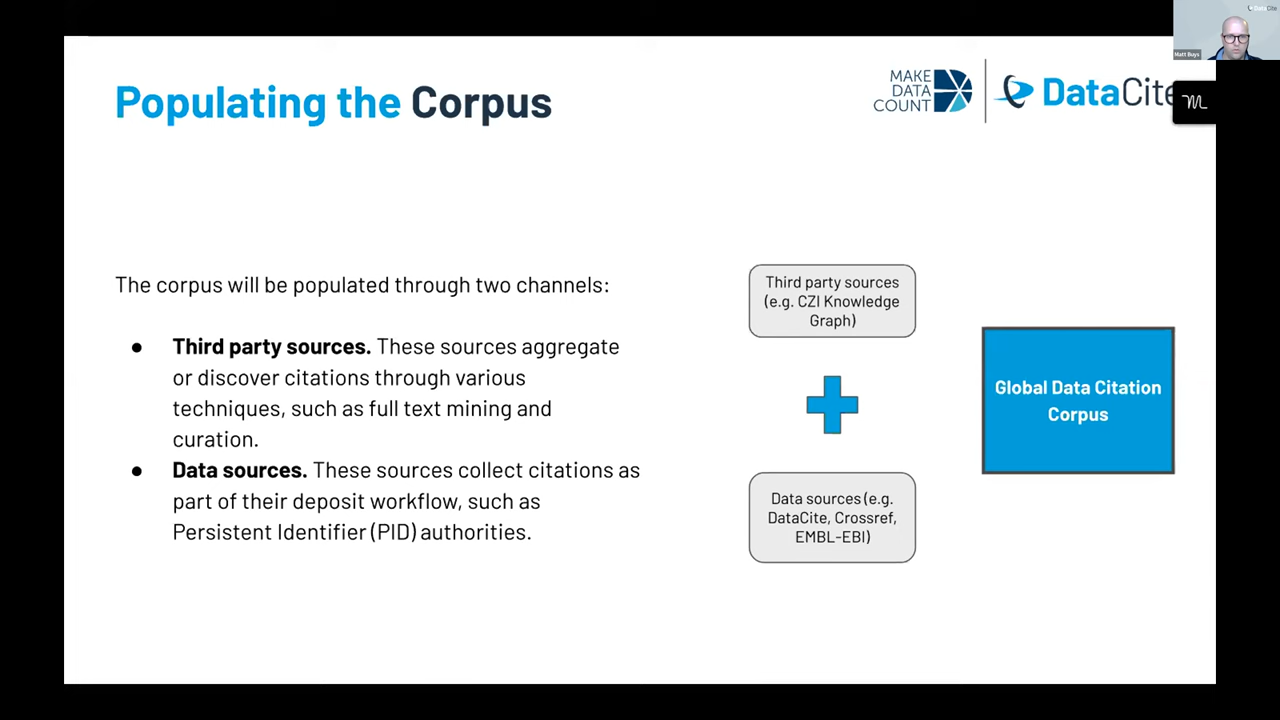 Populating the Corpus
MAKE
DATA
COUNT
DataCite
DataCite
Matt Buys
The corpus will be populated through two channels:
● Third party sources. These sources aggregate
or discover citations through various
techniques, such as full text mining and
curation.
● Data sources. These sources collect citations as
part of their deposit workflow, such as
Persistent Identifier (PID) authorities.
Third party sources
(e.g. CZI Knowledge
Graph)
Data sources (e.g.
DataCite, Crossref,
EMBL-EBI)
Global Data Citation
Corpus